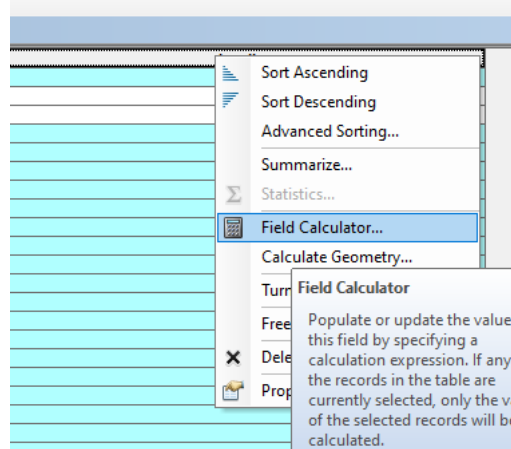 Sort Ascending
Sort Descending
Advanced Sorting...
Summarize...
Statistics...
Field Calculator...
Calculate Geometry...
Turn
Field Calculator
Free
Populate or update the value
this field by specifying a
Dele
calculation expression. If any
the records in the table are
Prop
currently selected, only the v
of the selected records will be
calculated.